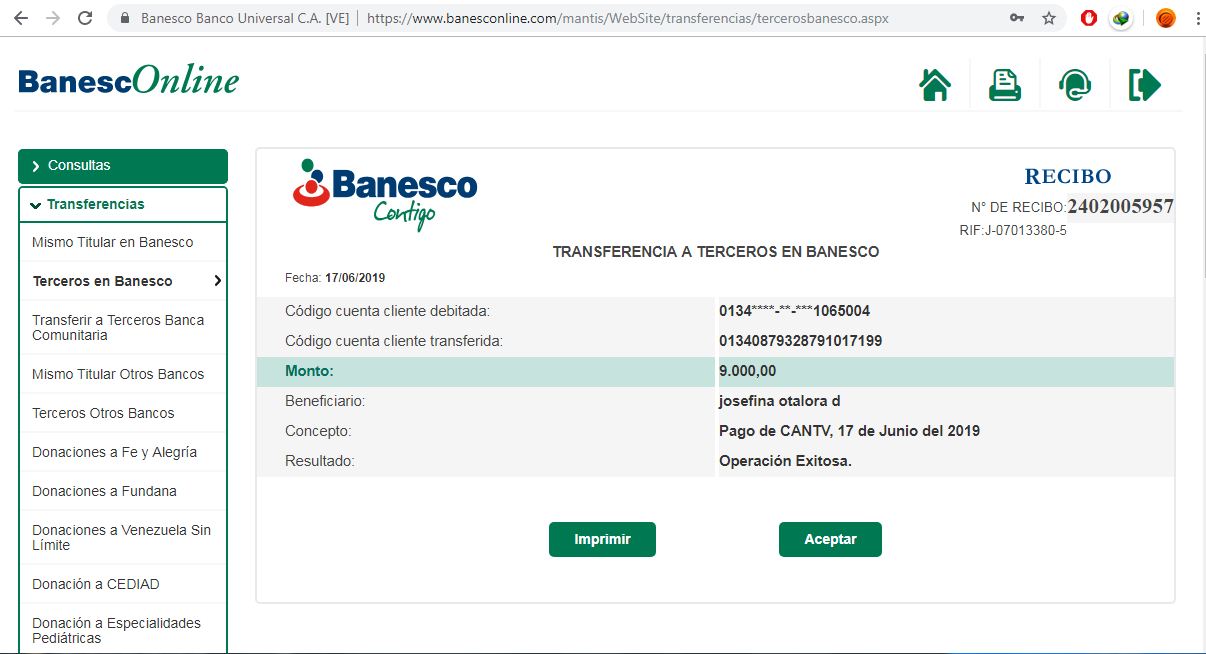 Banesco Banco Universal C.A. [VE] | https://www.banesconline.com/mantis/WebSite/transferencias/tercerosbanesco.aspx
BanescOnline
Consultas
Transferencias
Mismo Titular en Banesco
Terceros en Banesco
Transferir a Terceros Banca
Comunitaria
Mismo Titular Otros Bancos
Terceros Otros Bancos
Donaciones a Fe y Alegría
Donaciones a Fundana
Donaciones a Venezuela Sin
Límite
Donación a CEDIAD
Donación a Especialidades
Pediátricas
Banesco
Contigo
RECIBO
N° DE RECIBO:2402005957
RIF:J-07013380-5
TRANSFERENCIA A TERCEROS EN BANESCO
Fecha: 17/06/2019
Código cuenta cliente debitada: 0134****-**-***1065004
Código cuenta cliente transferida: 01340879328791017199
Monto: 9.000,00
Beneficiario: josefina otalora d
Concepto: Pago de CANTV, 17 de Junio del 2019
Resultado: Operación Exitosa.
Imprimir Aceptar